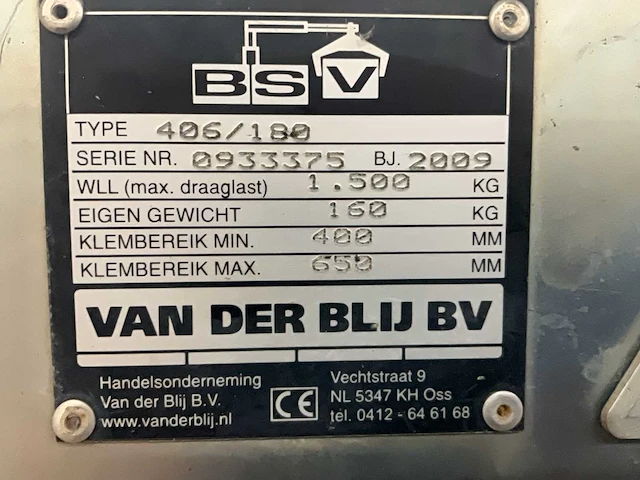 BSV
TYPE 406/180
SERIE NR. 0933375 BJ. 2009
WLL (max. draaglast) 1.500 KG
EIGEN GEWICHT 160 KG
KLEMBEREIK MIN. 400 MM
KLEMBEREIK MAX. 650 MM
VAN DER BLIJ BV
Handelsonderneming
Van der Blij B.V.
www.vanderblij.nl
CE
Vechtstraat 9
NL 5347 KH Oss
tel. 0412 - 64 61 68